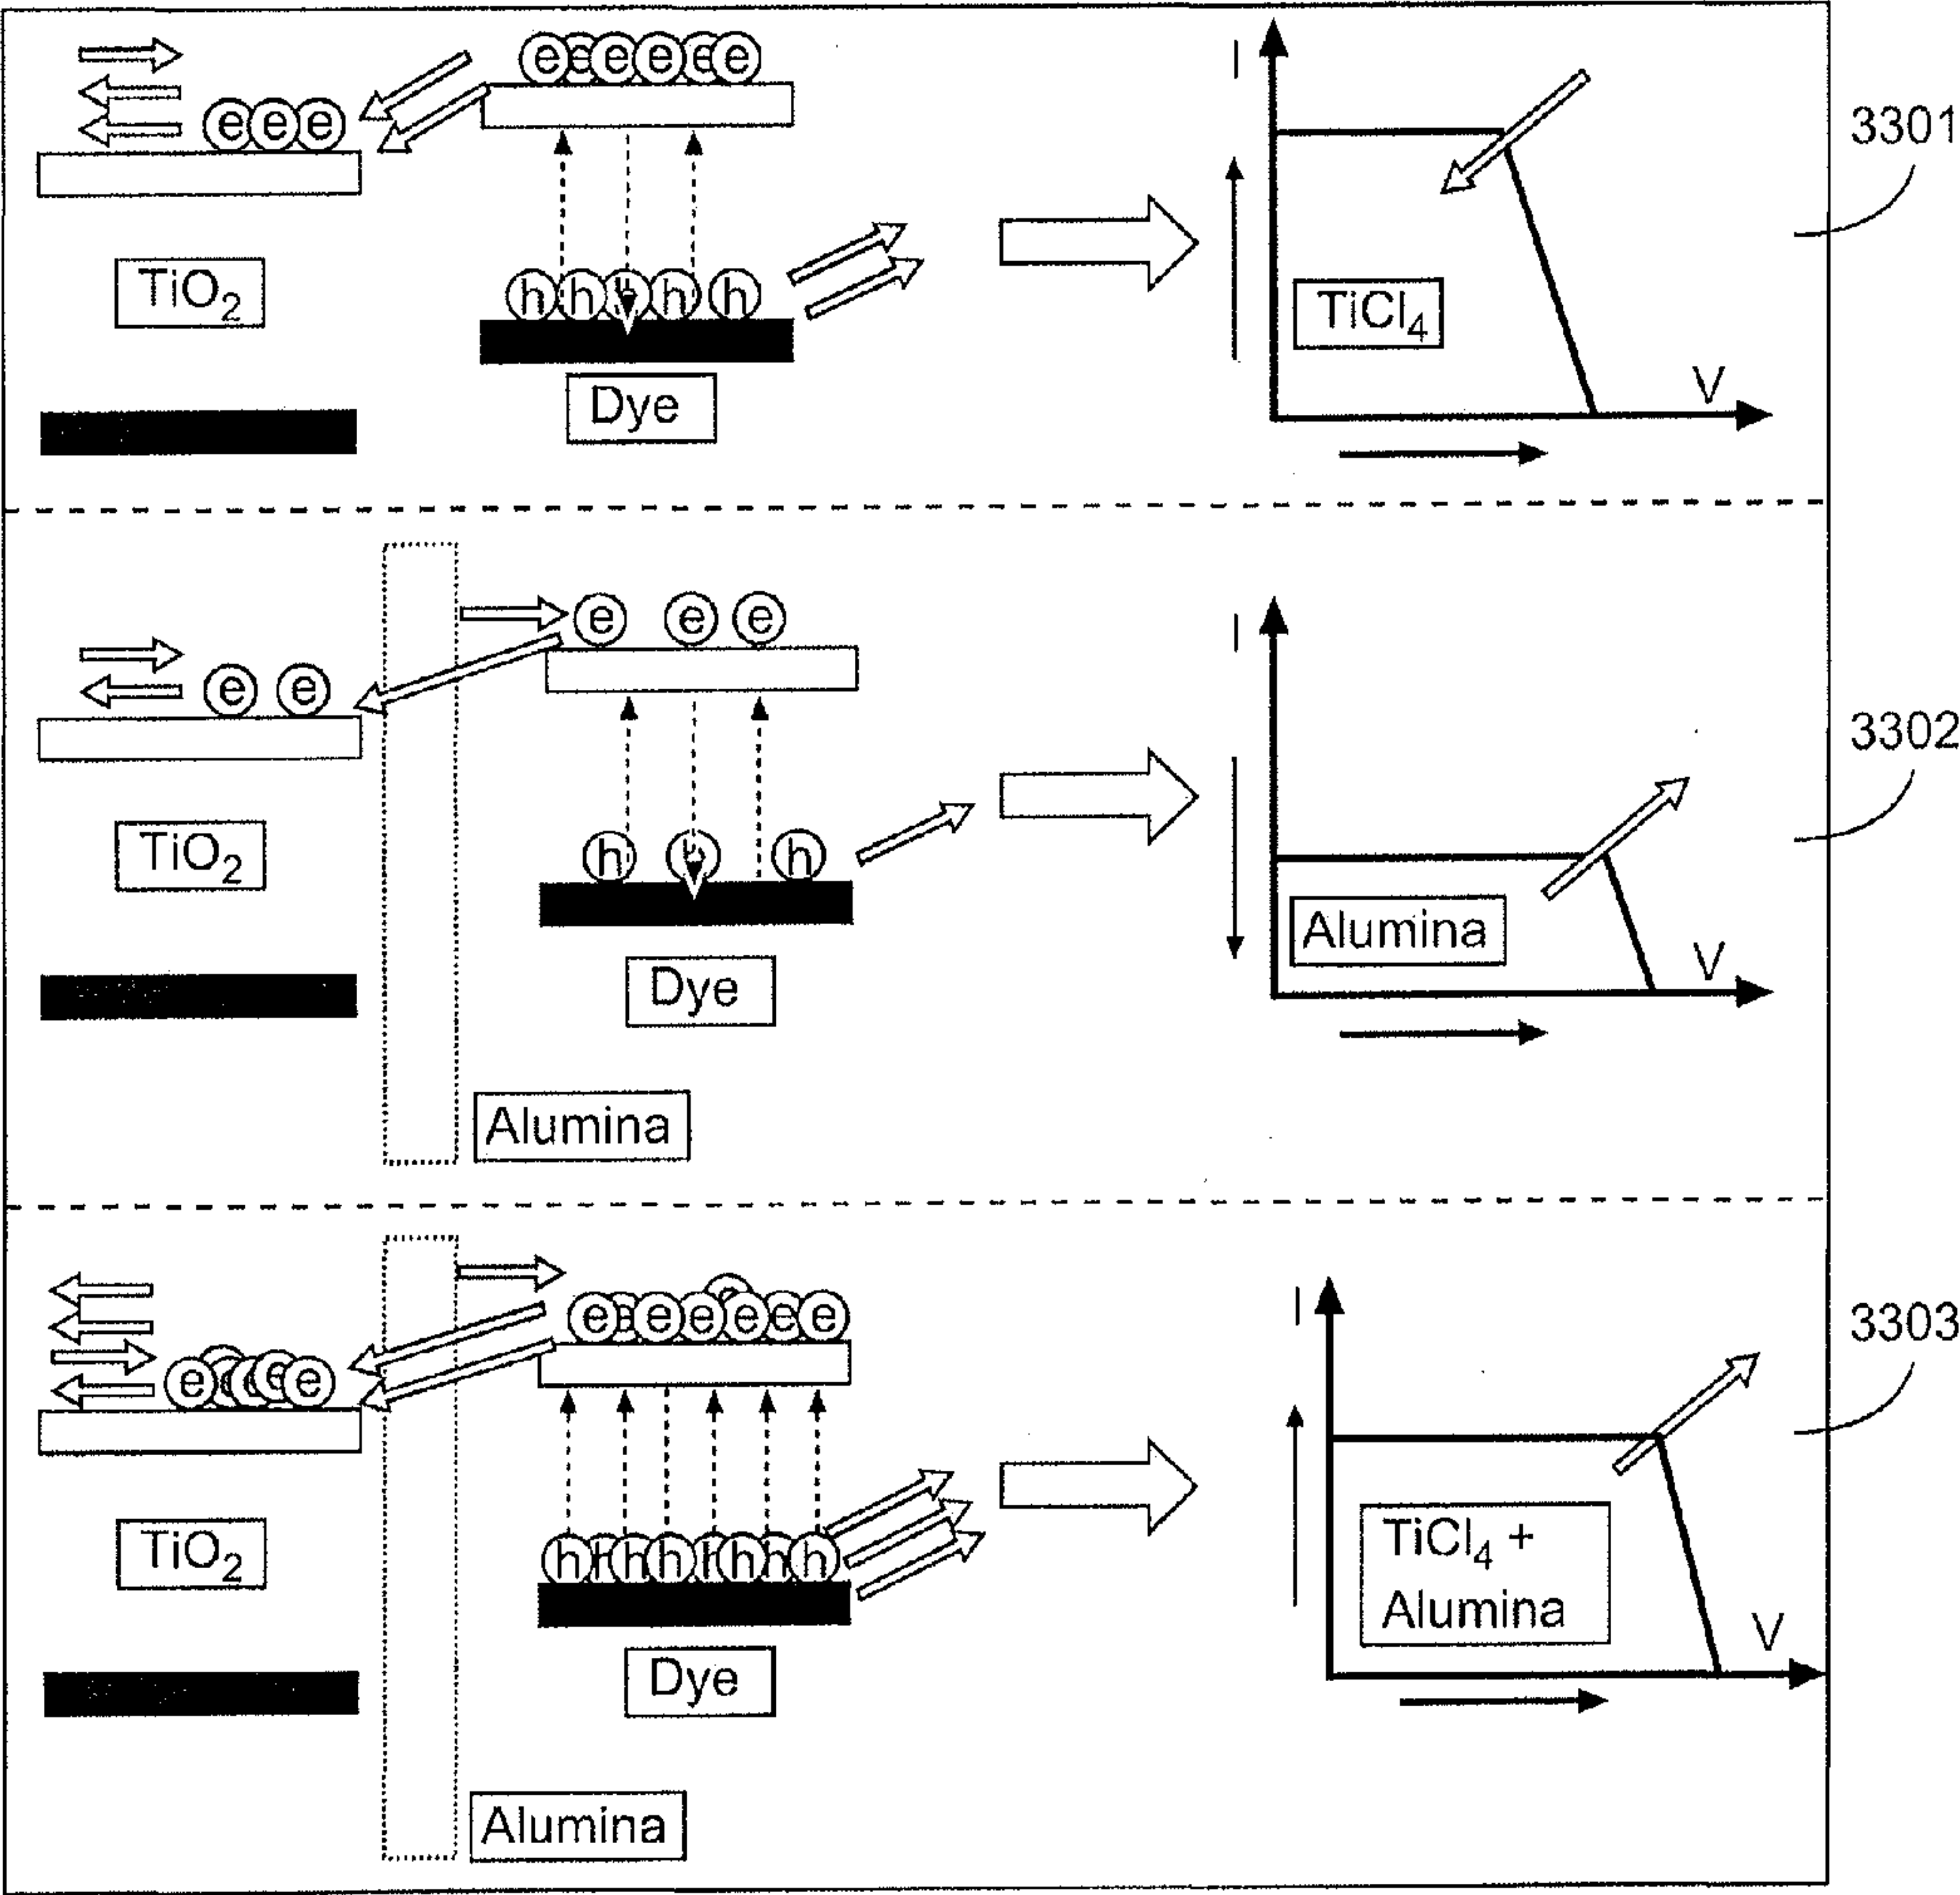 e e e e e e
e e e
I
3301
TiO₂
h h h h h
TiCl₄
Dye
V
e e e
I
e e
3302
TiO₂
h h h
Alumina
V
Dye
Alumina
e e e e e e e e
I
3303
e e e e
TiO₂
h h h h h h h h
TiCl₄ +
Alumina
V
Dye
Alumina